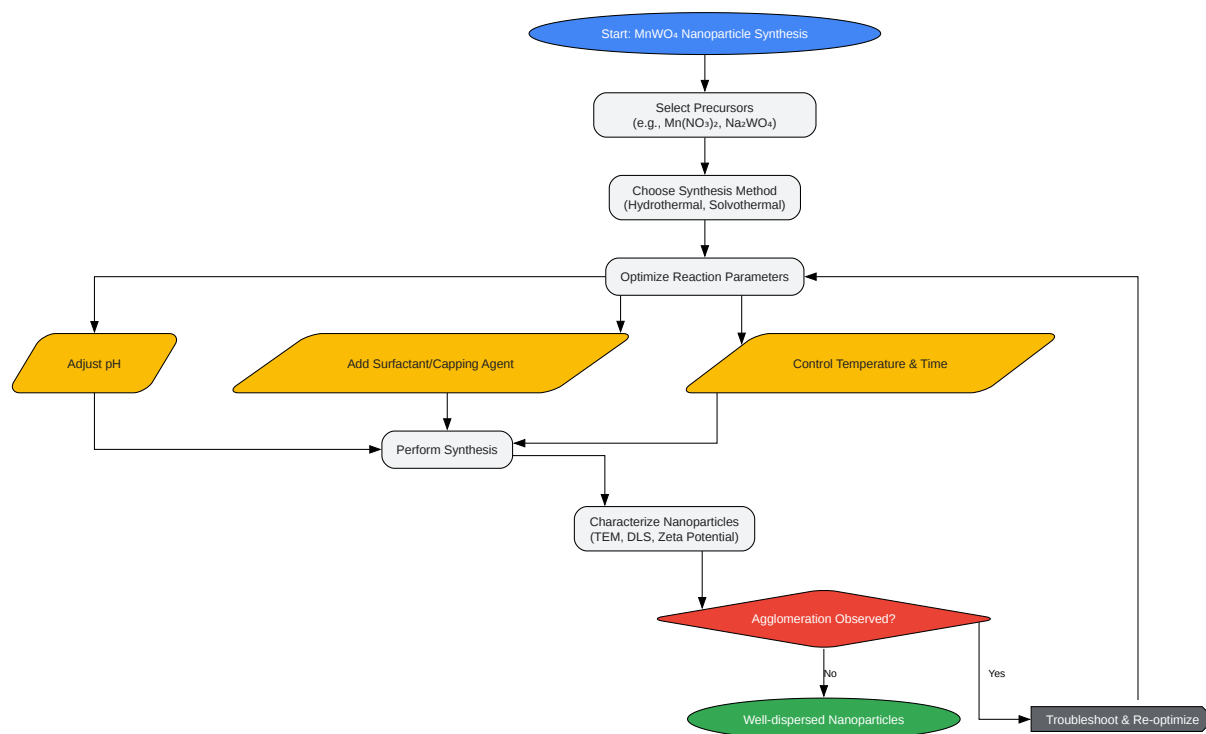 Start: MnWO₄ Nanoparticle Synthesis
Select Precursors
(e.g., Mn(NO₃)₂, Na₂WO₄)
Choose Synthesis Method
(Hydrothermal, Solvothermal)
Optimize Reaction Parameters
Adjust pH
Add Surfactant/Capping Agent
Control Temperature & Time
Perform Synthesis
Characterize Nanoparticles
(TEM, DLS, Zeta Potential)
Agglomeration Observed?
No
Yes
Well-dispersed Nanoparticles
Troubleshoot & Re-optimize